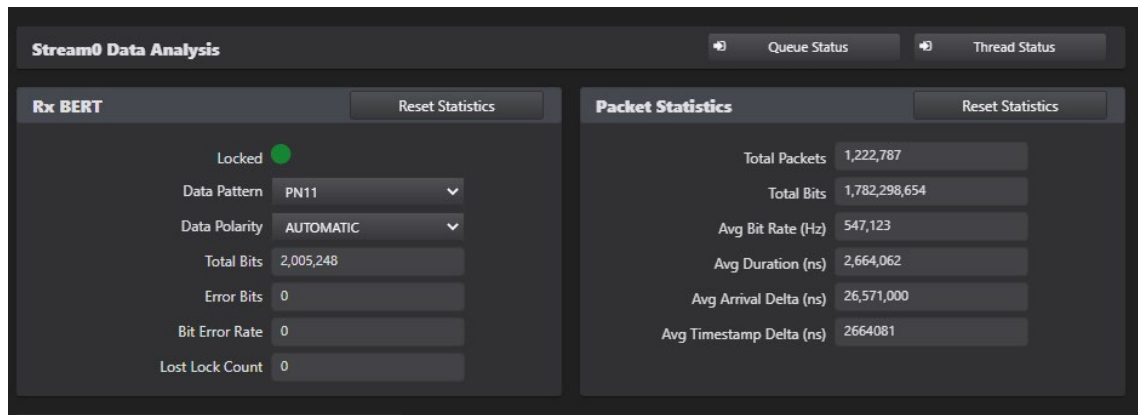 Stream0 Data Analysis
Queue Status
Thread Status
Rx BERT
Reset Statistics
Locked
Data Pattern PN11
Data Polarity AUTOMATIC
Total Bits 2,005,248
Error Bits 0
Bit Error Rate 0
Lost Lock Count 0
Packet Statistics
Reset Statistics
Total Packets 1,222,787
Total Bits 1,782,298,654
Avg Bit Rate (Hz) 547,123
Avg Duration (ns) 2,664,062
Avg Arrival Delta (ns) 26,571,000
Avg Timestamp Delta (ns) 2664081